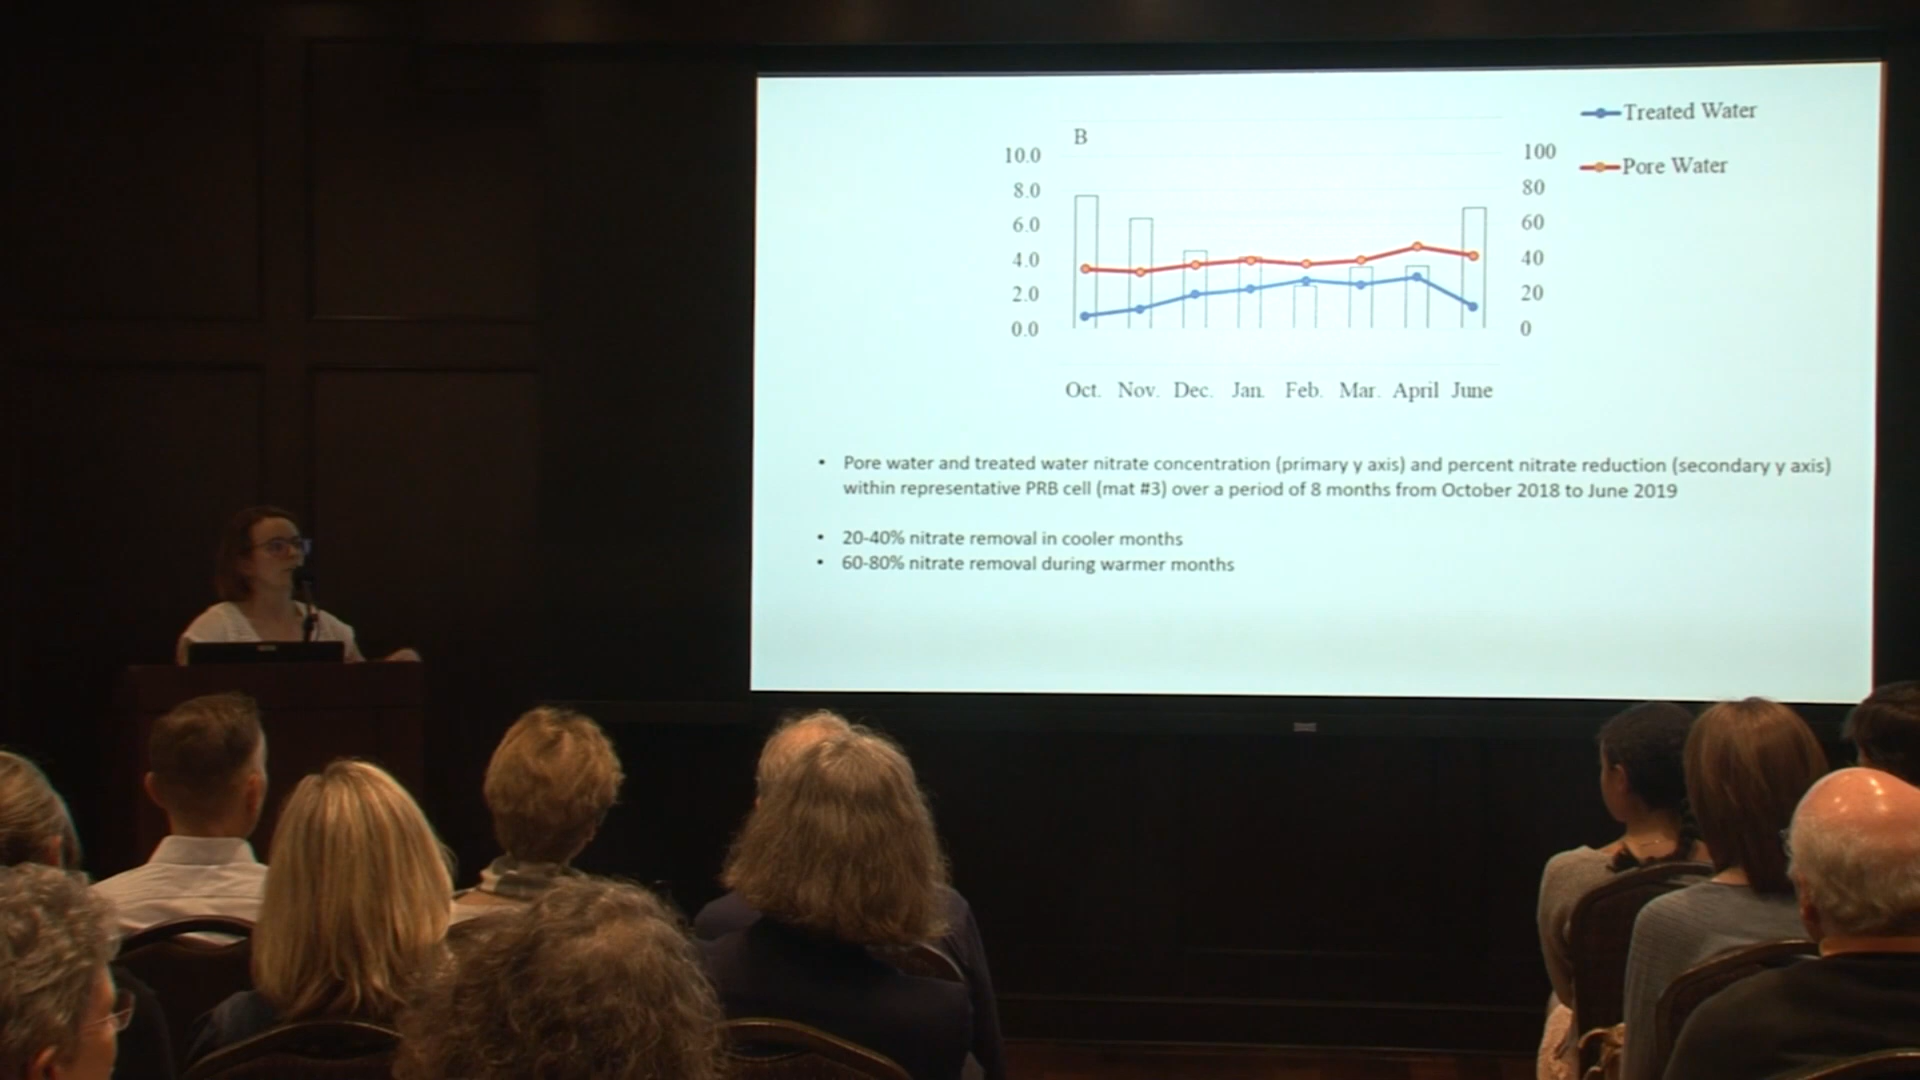 Treated Water
B
10.0
100
Pore Water
8.0
80
6.0
60
4.0
40
2.0
20
0.0
0
Oct. Nov. Dec. Jan. Feb. Mar. April June
• Pore water and treated water nitrate concentration (primary y axis) and percent nitrate reduction (secondary y axis)
within representative PRB cell (mat #3) over a period of 8 months from October 2018 to June 2019
• 20-40% nitrate removal in cooler months
• 60-80% nitrate removal during warmer months